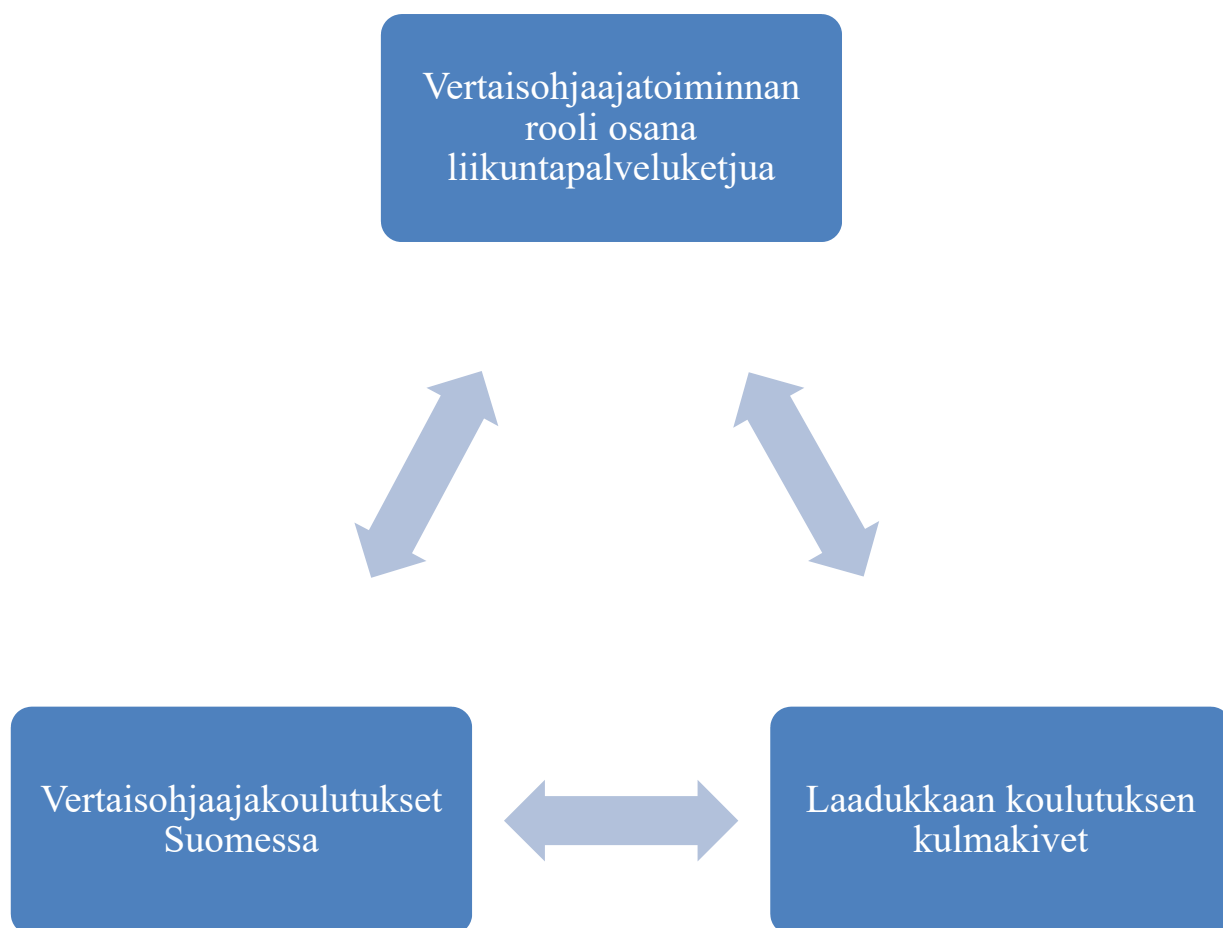 Vertaisohjaajatoiminnan
rooli osana
liikuntapalveluketjua
Vertaisohjaajakoulutukset
Suomessa
Laadukkaan koulutuksen
kulmakivet